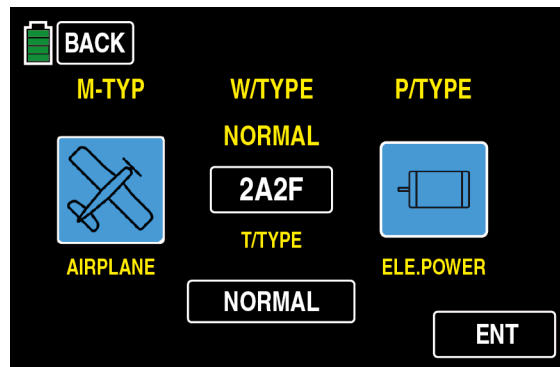 BACK
M-TYP W/TYPE P/TYPE
NORMAL
2A2F
T/TYPE
AIRPLANE ELE.POWER
NORMAL
ENT